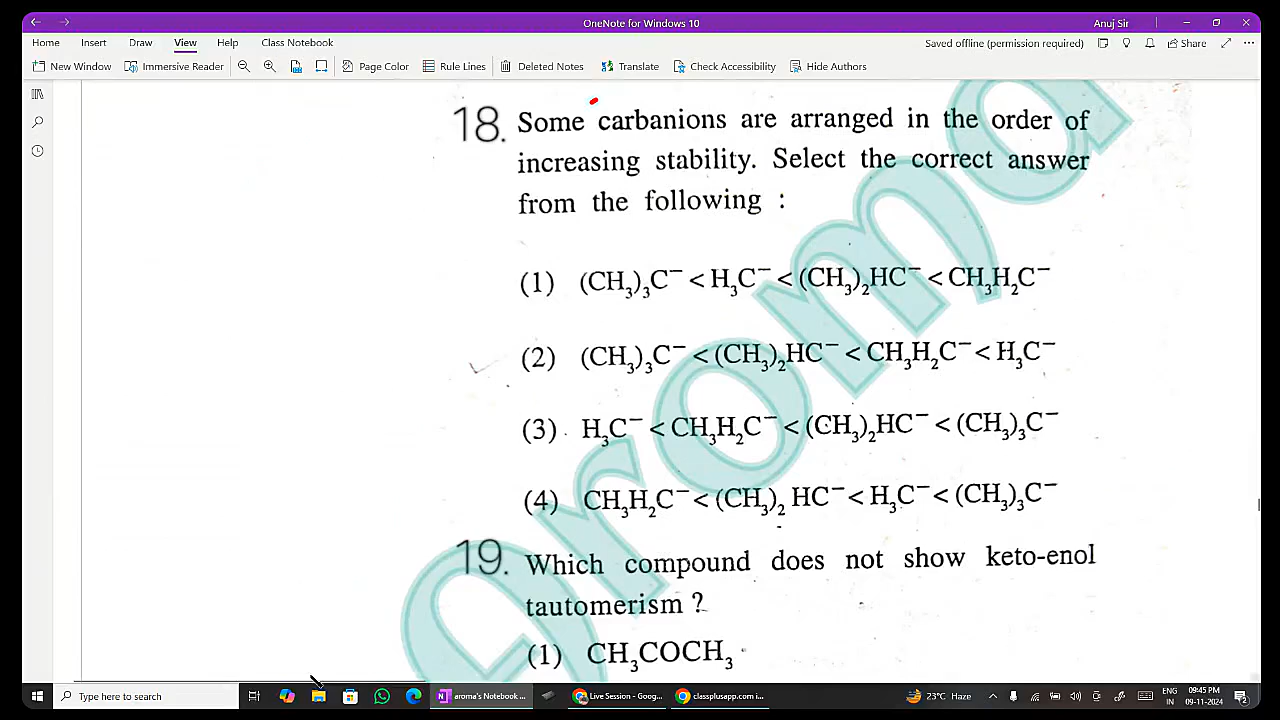 OneNote for Windows 10
Anuj Sir
Home Insert Draw View Help Class Notebook
Saved offline (permission required)
Share
New Window Immersive Reader Page Color Rule Lines Deleted Notes Translate Check Accessibility Hide Authors
18. Some carbanions are arranged in the order of
increasing stability. Select the correct answer
from the following :
(1) (CH₃)₃C⁻ < H₃C⁻ < (CH₃)₂HC⁻ < CH₃H₂C⁻
(2) (CH₃)₃C⁻ < (CH₃)₂HC⁻ < CH₃H₂C⁻ < H₃C⁻
(3) H₃C⁻ < CH₃H₂C⁻ < (CH₃)₂HC⁻ < (CH₃)₃C⁻
(4) CH₃H₂C⁻ < (CH₃)₂ HC⁻ < H₃C⁻ < (CH₃)₃C⁻
19. Which compound does not show keto-enol
tautomerism ?
(1) CH₃COCH₃
Aroma
Type here to search
aroma's Notebook ...
Live Session - Goog...
classplusapp.com i...
23°C Haze
ENG
IN
09:45 PM
09-11-2024
2